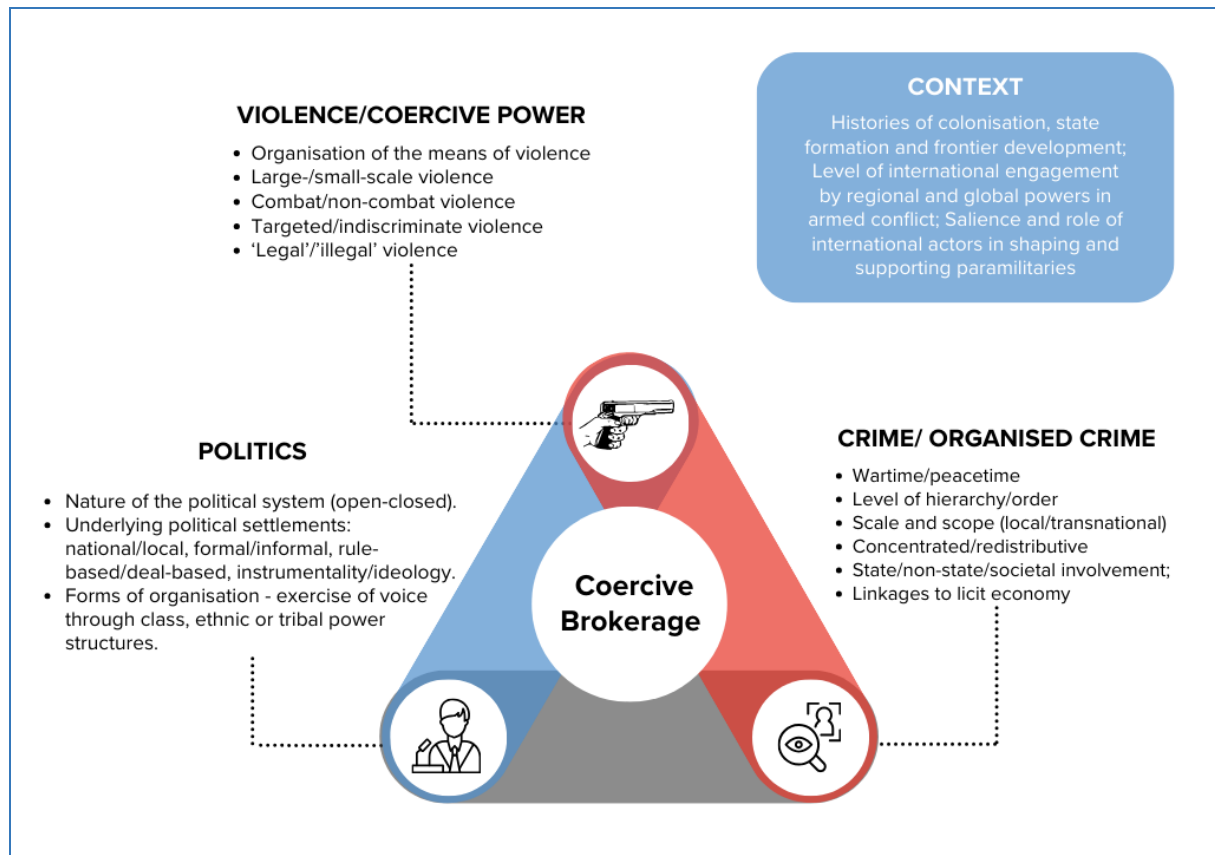 VIOLENCE/COERCIVE POWER
• Organisation of the means of violence
• Large-/small-scale violence
• Combat/non-combat violence
• Targeted/indiscriminate violence
• ‘Legal’/’illegal’ violence
CONTEXT
Histories of colonisation, state
formation and frontier development;
Level of international engagement
by regional and global powers in
armed conflict; Salience and role of
international actors in shaping and
supporting paramilitaries
POLITICS
• Nature of the political system (open-closed).
• Underlying political settlements:
national/local, formal/informal, rule-
based/deal-based, instrumentality/ideology.
• Forms of organisation - exercise of voice
through class, ethnic or tribal power
structures.
CRIME/ ORGANISED CRIME
• Wartime/peacetime
• Level of hierarchy/order
• Scale and scope (local/transnational)
• Concentrated/redistributive
• State/non-state/societal involvement;
• Linkages to licit economy
Coercive
Brokerage